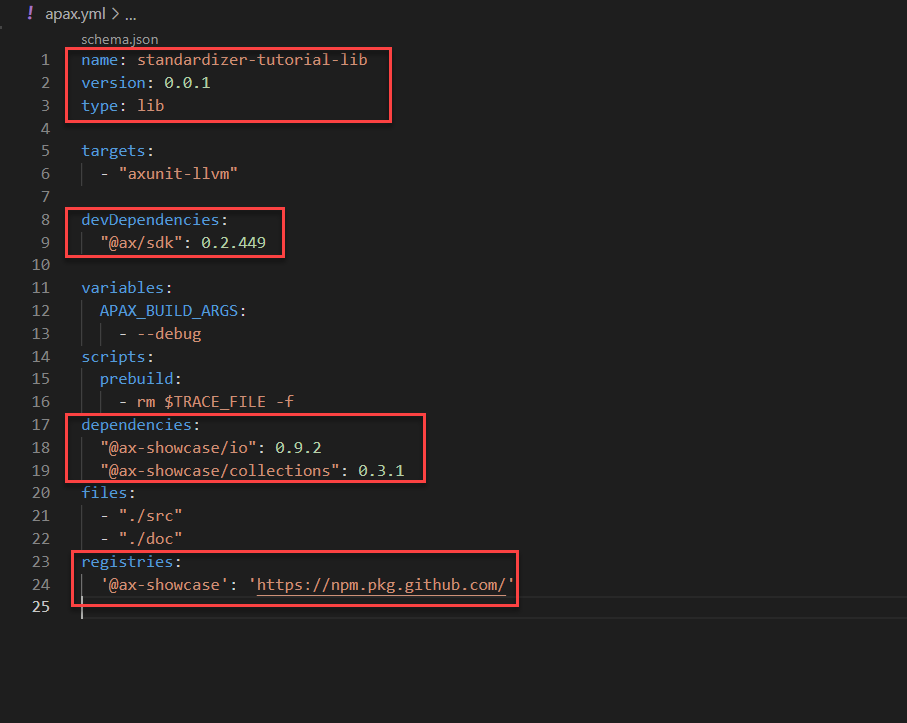 ! apax.yml > ...
schema.json
1 name: standardizer-tutorial-lib
2 version: 0.0.1
3 type: lib
4
5 targets:
6   - "axunit-llvm"
7
8 devDependencies:
9   "@ax/sdk": 0.2.449
10
11 variables:
12   APAX_BUILD_ARGS:
13     - --debug
14 scripts:
15   prebuild:
16     - rm $TRACE_FILE -f
17 dependencies:
18   "@ax-showcase/io": 0.9.2
19   "@ax-showcase/collections": 0.3.1
20 files:
21   - "./src"
22   - "./doc"
23 registries:
24   '@ax-showcase': 'https://npm.pkg.github.com/'
25